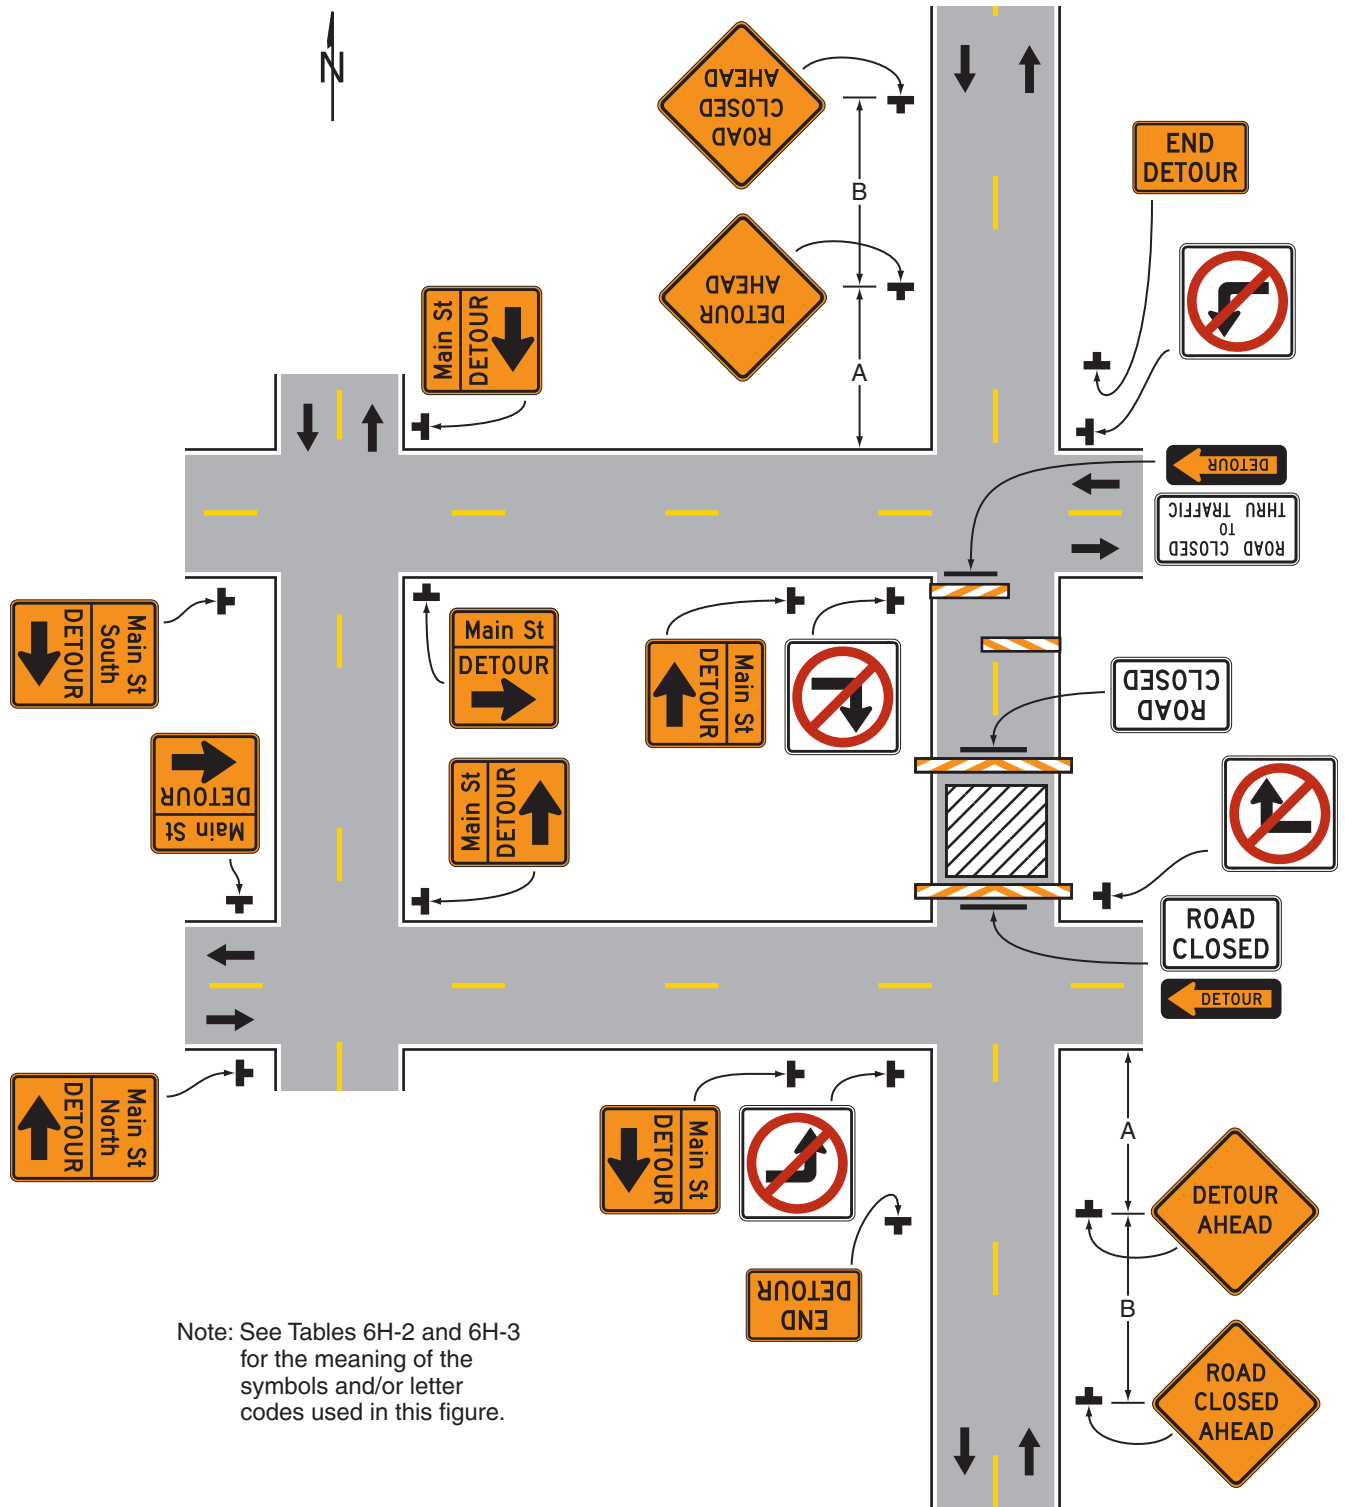 N
ROAD
CLOSED
AHEAD
B
DETOUR
AHEAD
A
END
DETOUR
Main St
DETOUR
DETOUR
ROAD CLOSED
TO
THRU TRAFFIC
Main St
South
DETOUR
Main St
DETOUR
Main St
DETOUR
ROAD
CLOSED
Main St
DETOUR
Main St
DETOUR
ROAD
CLOSED
DETOUR
Main St
North
DETOUR
Main St
DETOUR
A
DETOUR
AHEAD
END
DETOUR
B
ROAD
CLOSED
AHEAD
Note: See Tables 6H-2 and 6H-3
for the meaning of the
symbols and/or letter
codes used in this figure.